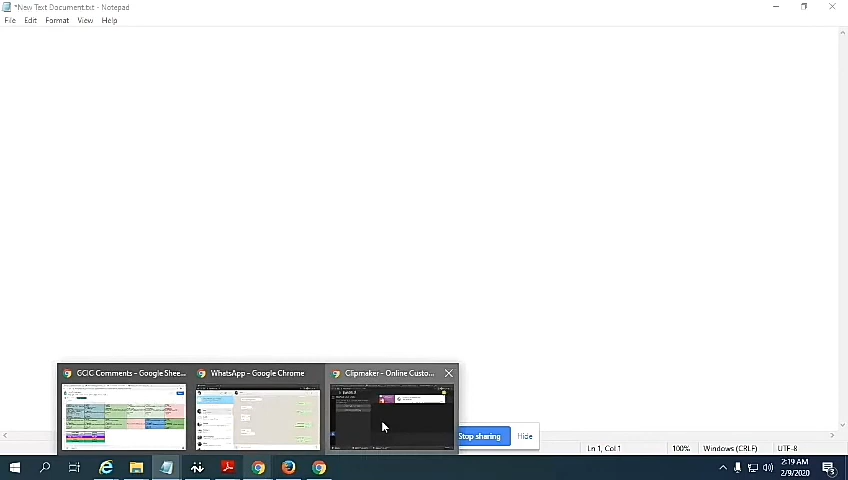 *New Text Document.txt - Notepad
File Edit Format View Help
GCIC Comments - Google Shee...
WhatsApp - Google Chrome
Clipmaker - Online Custo...
Stop sharing
Hide
Ln 1, Col 1
100%
Windows (CRLF)
UTF-8
2:19 AM
2/9/2020
3